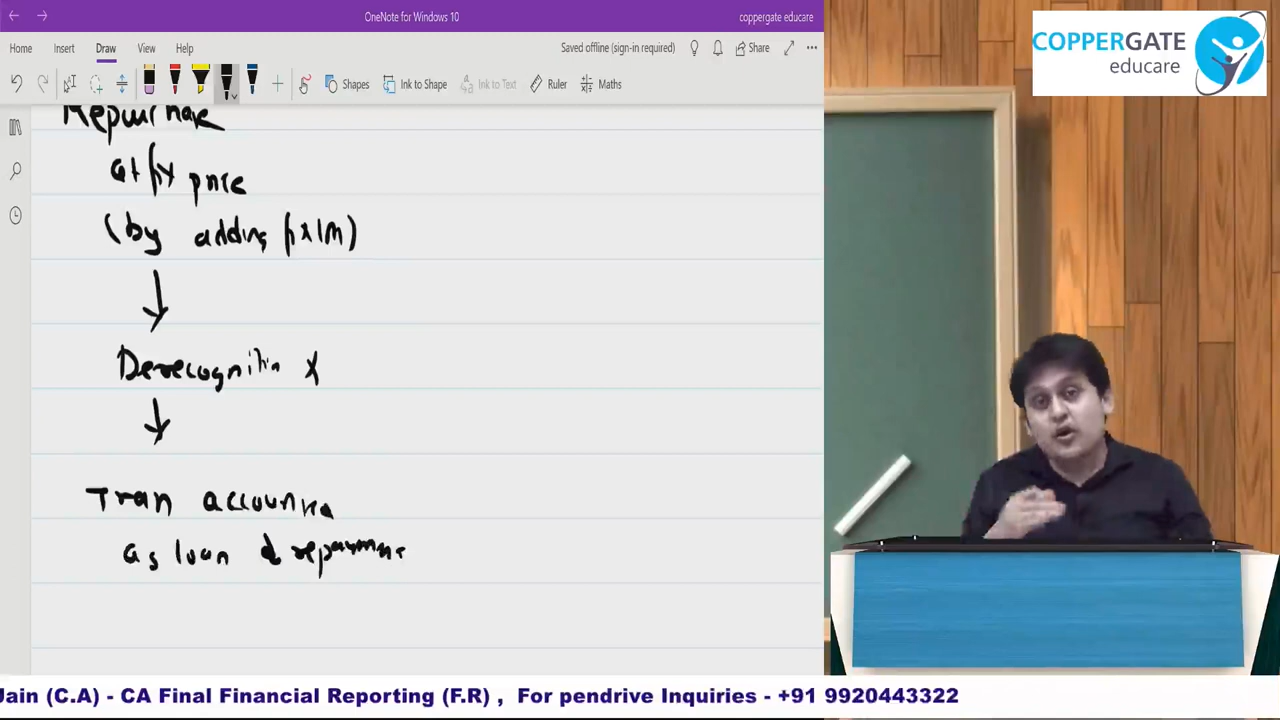 OneNote for Windows 10
coppergate educare
Home Insert Draw View Help
Saved offline (sign-in required)
Share
Shapes
Ink to Shape
Ink to Text
Ruler
Maths
COPPERGATE
educare
Repurchase
at fix price
(by adding
Derecognition X
Tran accounted
as loan & repayment
Jain (C.A) - CA Final Financial Reporting (F.R) , For pendrive Inquiries - +91 9920443322